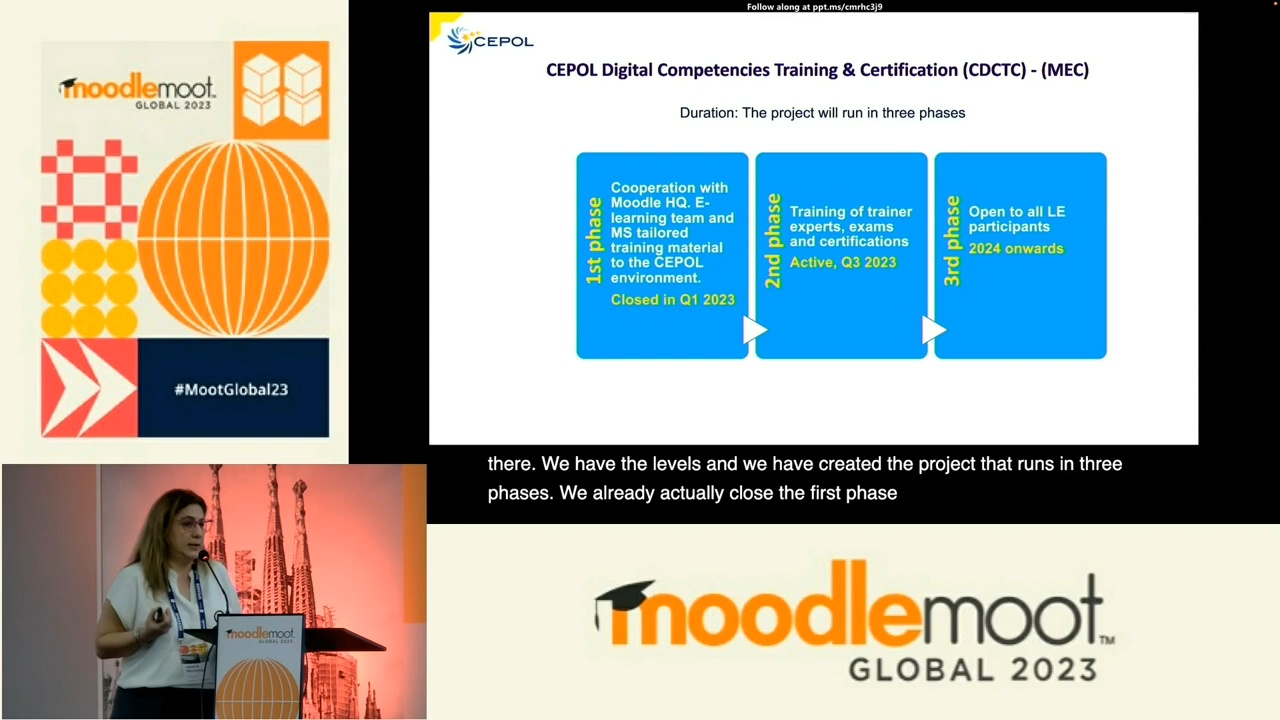 Follow along at ppt.ms/cmrhc3j9
moodlemoot™
GLOBAL 2023
#MootGlobal23
CEPOL
CEPOL Digital Competencies Training & Certification (CDCTC) - (MEC)
Duration: The project will run in three phases
1st phase
Cooperation with
Moodle HQ. E-
learning team and
MS tailored
training material
to the CEPOL
environment.
Closed in Q1 2023
2nd phase
Training of trainer
experts, exams
and certifications
Active, Q3 2023
3rd phase
Open to all LE
participants
2024 onwards
there. We have the levels and we have created the project that runs in three
phases. We already actually close the first phase
moodlemoot
GLOBAL 2023
moodlemoot™
GLOBAL 2023